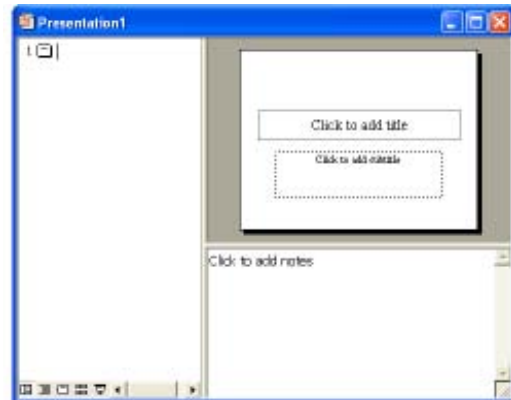 Presentation1
1
Click to add title
Click to add subtitle
Click to add notes